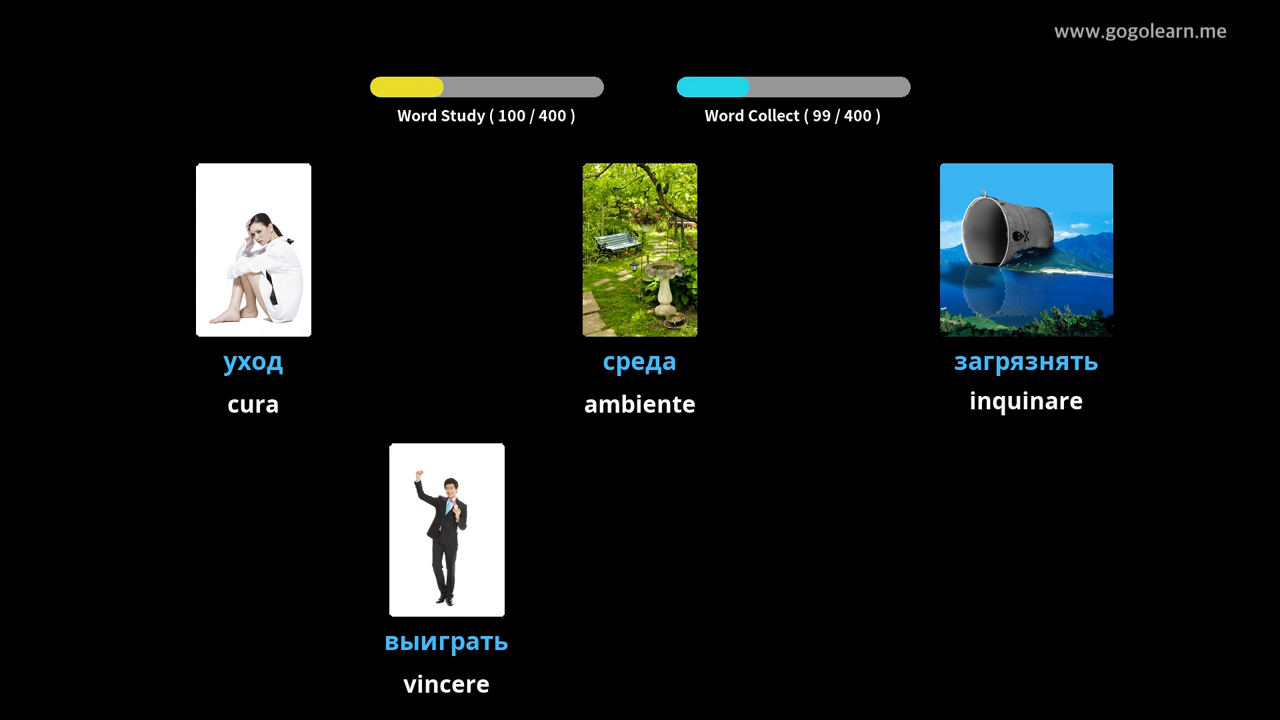 www.gogolearn.me
Word Study ( 100 / 400 )
Word Collect ( 99 / 400 )
уход
cura
среда
ambiente
загрязнять
inquinare
выиграть
vincere